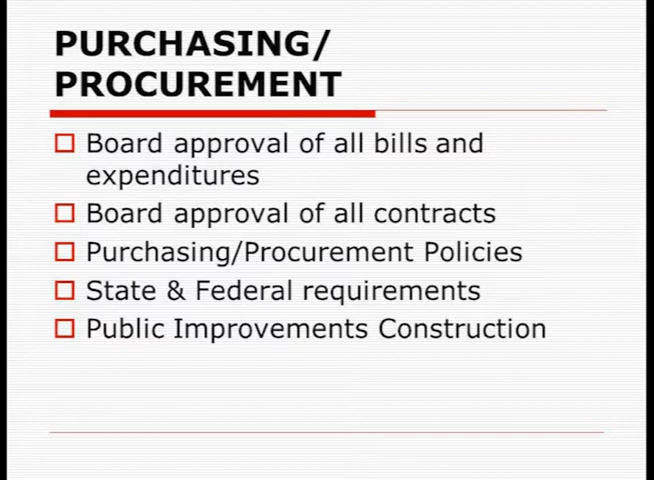 PURCHASING/
PROCUREMENT
Board approval of all bills and
expenditures
Board approval of all contracts
Purchasing/Procurement Policies
State & Federal requirements
Public Improvements Construction